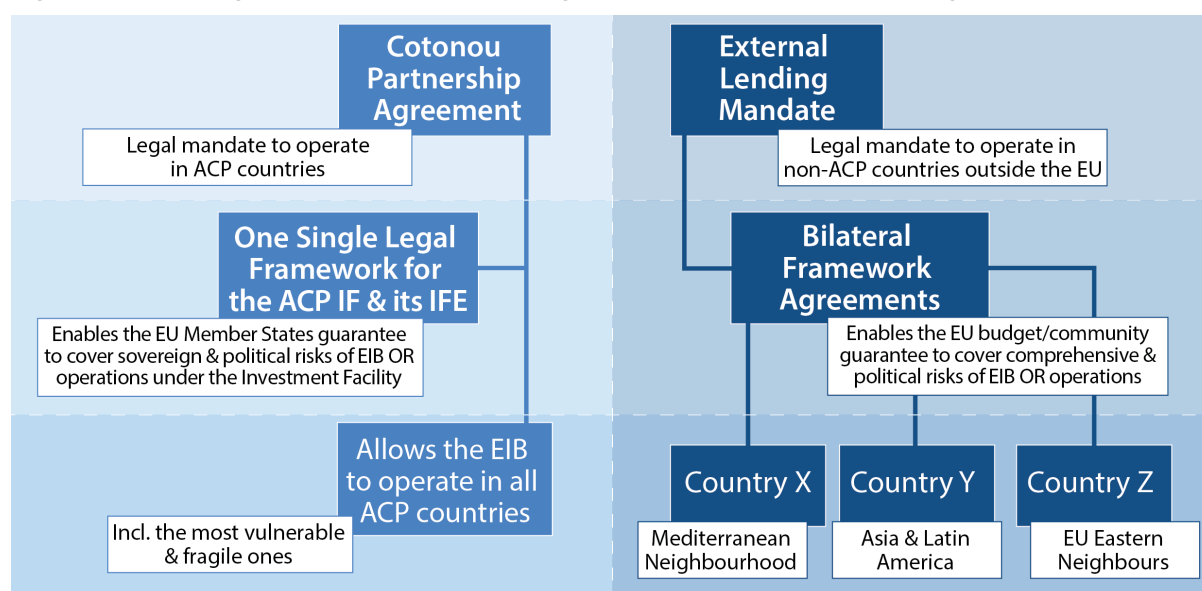 Cotonou
Partnership
Agreement
Legal mandate to operate
in ACP countries
One Single Legal
Framework for
the ACP IF & its IFE
Enables the EU Member States guarantee
to cover sovereign & political risks of EIB OR
operations under the Investment Facility
Allows the EIB
to operate in all
ACP countries
Incl. the most vulnerable
& fragile ones
External
Lending
Mandate
Legal mandate to operate in
non-ACP countries outside the EU
Bilateral
Framework
Agreements
Enables the EU budget/community
guarantee to cover comprehensive &
political risks of EIB OR operations
Country X
Mediterranean
Neighbourhood
Country Y
Asia & Latin
America
Country Z
EU Eastern
Neighbours